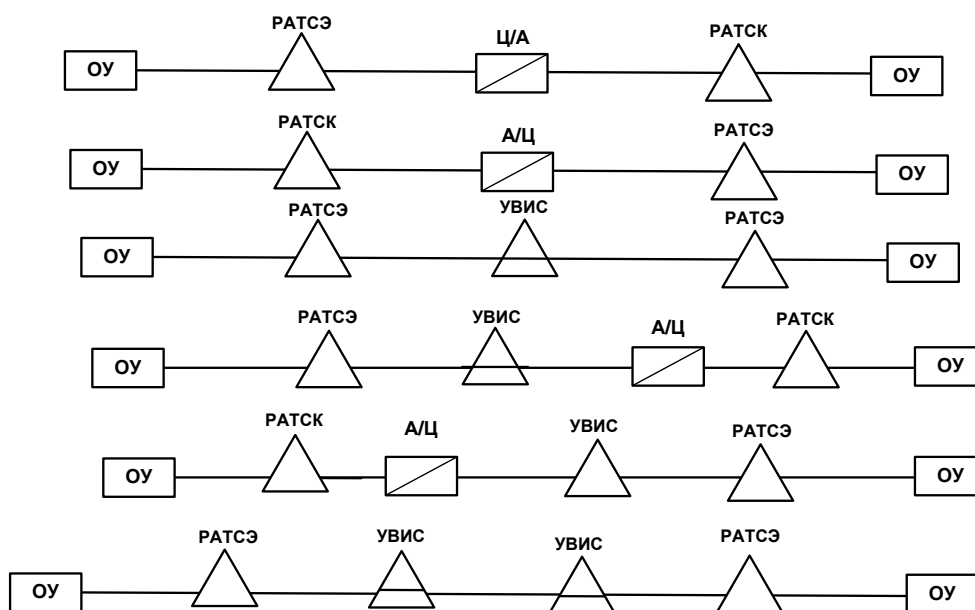 РАТСЭ Ц/А РАТСК
ОУ ОУ
РАТСК А/Ц РАТСЭ
ОУ ОУ
РАТСЭ УВИС РАТСЭ
ОУ ОУ
РАТСЭ УВИС А/Ц РАТСК
ОУ ОУ
РАТСК А/Ц УВИС РАТСЭ
ОУ ОУ
РАТСЭ УВИС УВИС РАТСЭ
ОУ ОУ